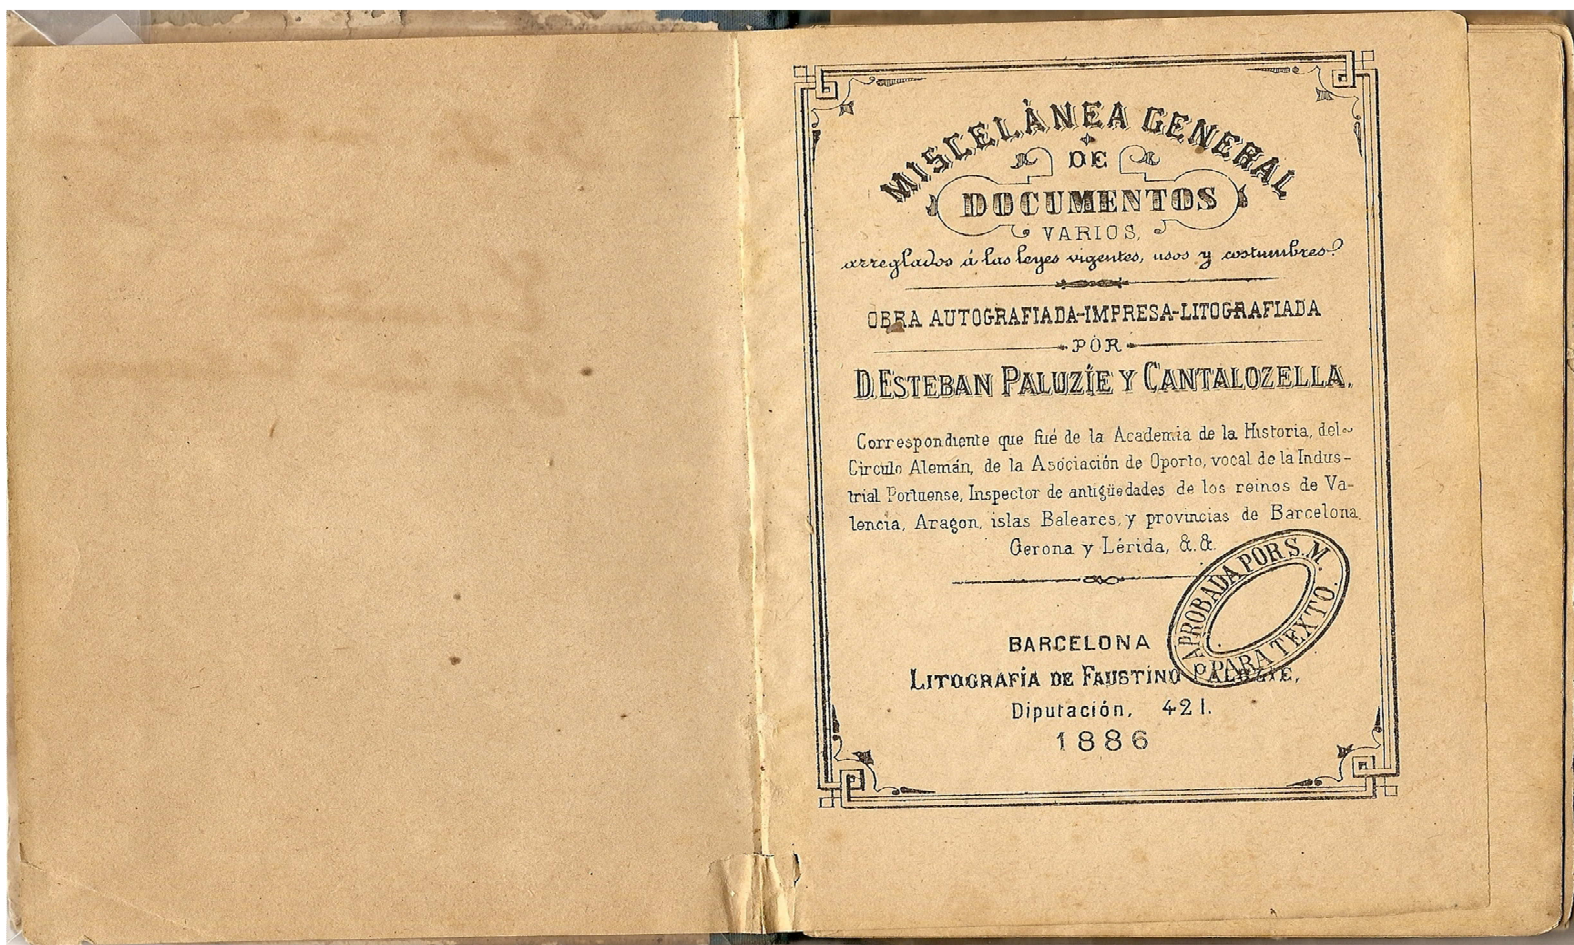 MISCELÀNEA GENERAL
DE
DOCUMENTOS
VARIOS,
arreglados á las leyes vigentes, usos y costumbres.
OBRA AUTOGRAFIADA-IMPRESA-LITOGRAFIADA
POR
D. ESTEBAN PALUZÍE Y CANTALOZELLA.
Correspondiente que fué de la Academia de la Historia, del
Circulo Alemán, de la Asociación de Oporto, vocal de la Indus-
trial Portuense, Inspector de antigüedades de los reinos de Va-
lencia, Aragon, islas Baleares, y provincias de Barcelona,
Gerona y Lérida, &.&.
APROBADA POR S. M.
PARA TEXTO.
BARCELONA
LITOGRAFÍA DE FAUSTINO PALUZÍE,
Diputación, 421.
1886